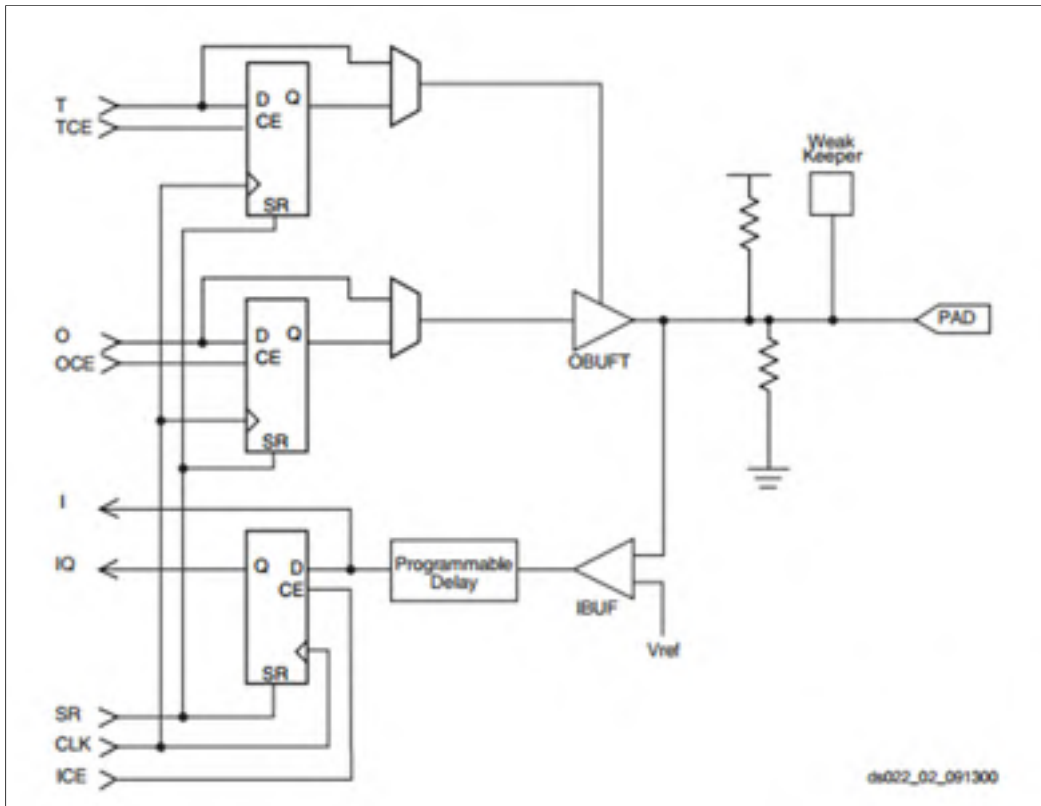 T
TCE
D Q
CE
SR
Weak
Keeper
O
OCE
D Q
CE
SR
OBUFT
PAD
I
IQ
Q D
CE
SR
Programmable
Delay
IBUF
Vref
SR
CLK
ICE
ds022_02_091300